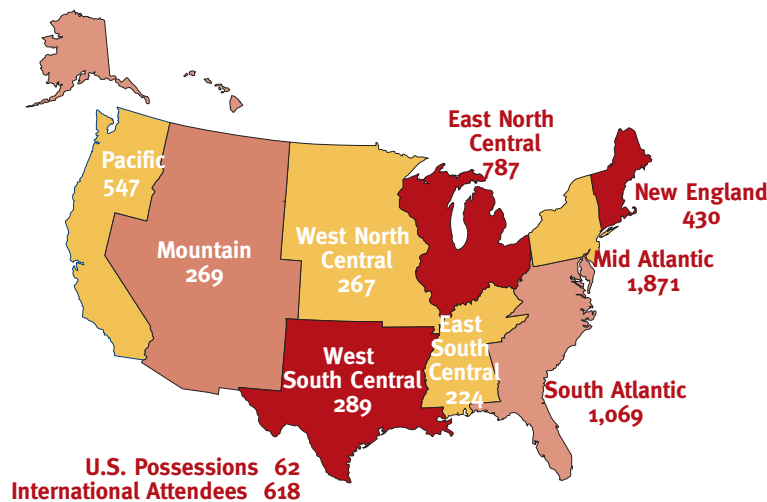 East North
Central
787
Pacific
547
New England
430
West North
Central
267
Mountain
269
Mid Atlantic
1,871
East
South
Central
224
West
South Central
289
South Atlantic
1,069
U.S. Possessions 62
International Attendees 618